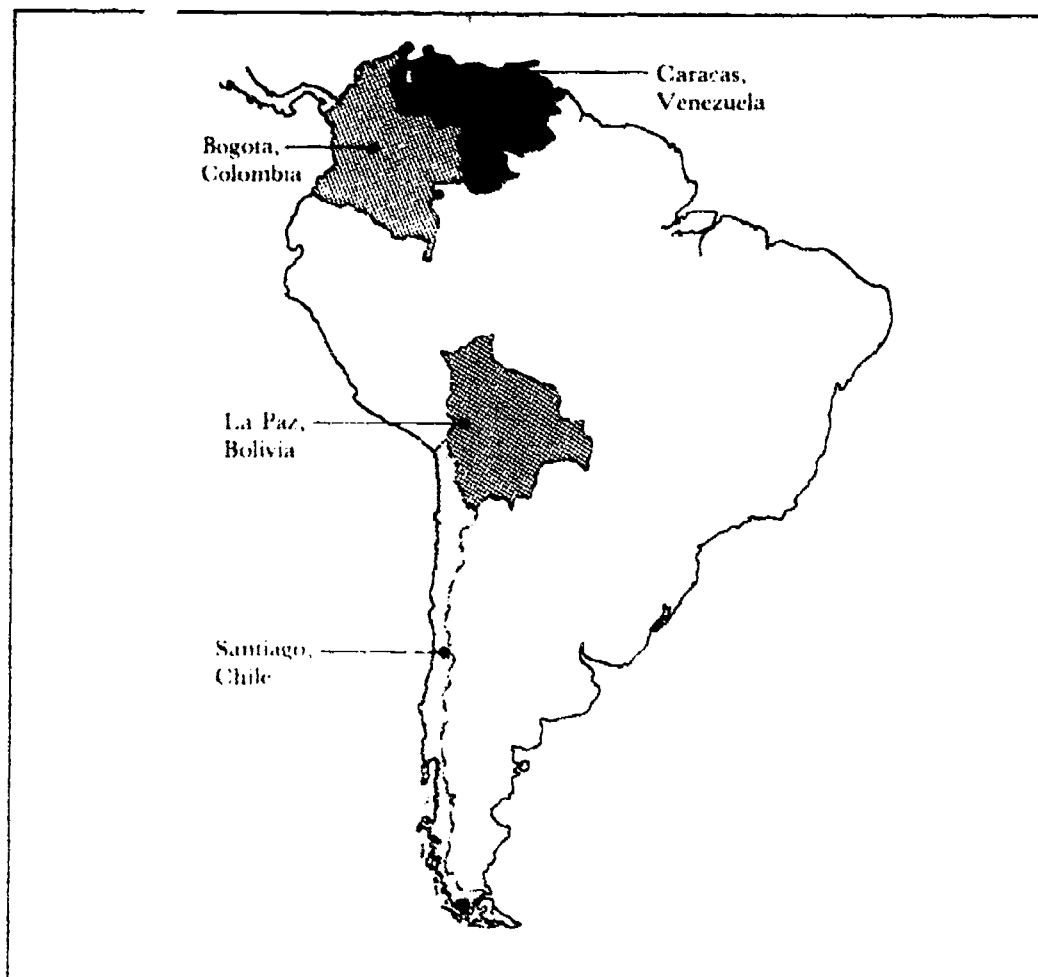 Caracas,
Venezuela
Bogota,
Colombia
La Paz,
Bolivia
Santiago,
Chile